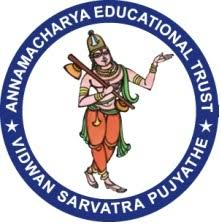 ANNAMACHARYA EDUCATIONAL TRUST
★ VIDWAN SARVATRA PUJYATHE ★